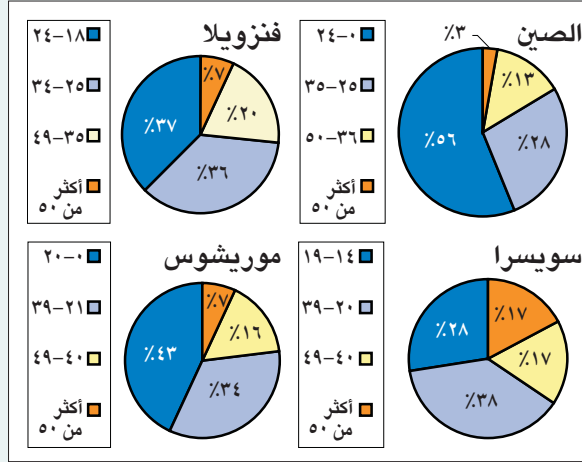 الصين
٪٣
٪١٣
٪٢٨
٪٥٦
٠-٢٤
٢٥-٣٥
٣٦-٥٠
أكثر
من ٥٠
فنزويلا
٪٧
٪٢٠
٪٣٦
٪٣٧
١٨-٢٤
٢٥-٣٤
٣٥-٤٩
أكثر
من ٥٠
سويسرا
٪١٧
٪١٧
٪٣٨
٪٢٨
١٤-١٩
٢٠-٣٩
٤٠-٤٩
أكثر
من ٥٠
موريشوس
٪٧
٪١٦
٪٣٤
٪٤٣
٠-٢٠
٢١-٣٩
٤٠-٤٩
أكثر
من ٥٠